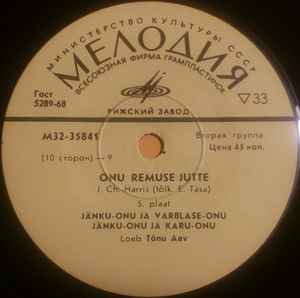 МИНИСТЕРСТВО КУЛЬТУРЫ СССР
МЕЛОДИЯ
ВСЕСОЮЗНАЯ ФИРМА ГРАМПЛАСТИНОК
Гост
5289-68
▽33
РИЖСКИЙ ЗАВОД
М32-35841
Вторая группа
(10 сторон)—9
Цена 45 коп.
ONU REMUSE JUTTE
J. Ch. Harris (tõlk. E. Tasa)
5. plaat
JÄNKU-ONU JA VARBLASE-ONU
JÄNKU-ONU JA KARU-ONU
Loeb Tõnu Aav